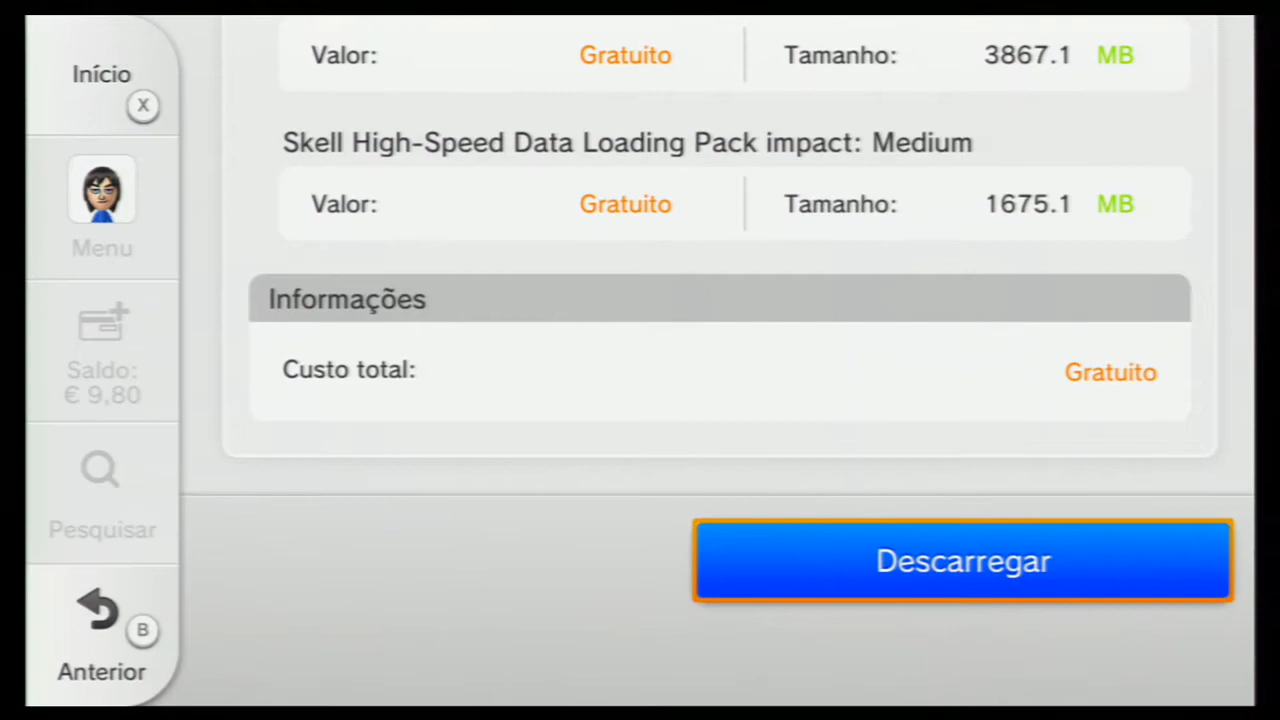 Início
X
Menu
Saldo:
€ 9,80
Pesquisar
B
Anterior
Valor: Gratuito Tamanho: 3867.1 MB
Skell High-Speed Data Loading Pack impact: Medium
Valor: Gratuito Tamanho: 1675.1 MB
Informações
Custo total: Gratuito
Descarregar